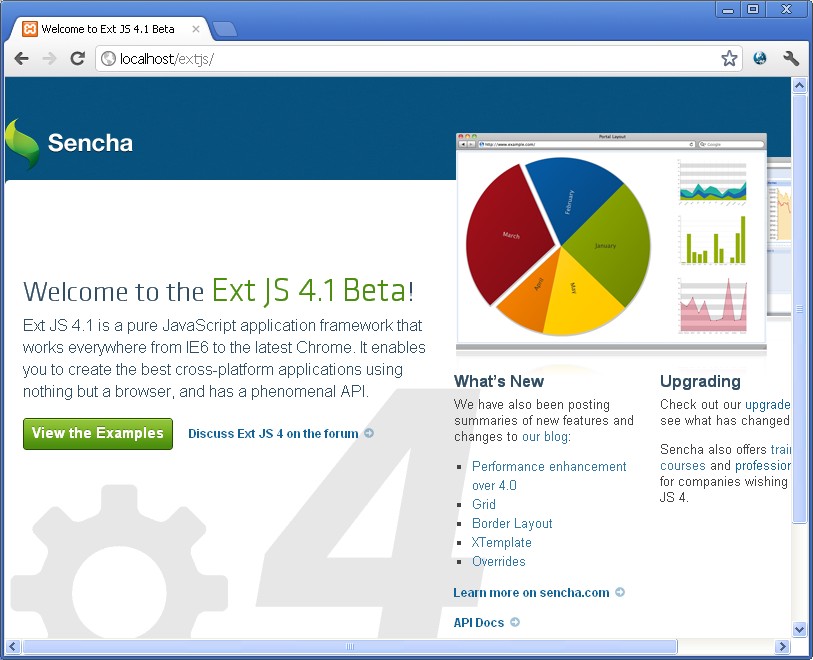 Welcome to Ext JS 4.1 Beta
localhost/extjs/
Sencha
Portal Layout
http://www.example.com/
Google
February
March
January
April
May
Welcome to the Ext JS 4.1 Beta!
Ext JS 4.1 is a pure JavaScript application framework that
works everywhere from IE6 to the latest Chrome. It enables
you to create the best cross-platform applications using
nothing but a browser, and has a phenomenal API.
View the Examples
Discuss Ext JS 4 on the forum
4
What's New
We have also been posting
summaries of new features and
changes to our blog:
Performance enhancement
over 4.0
Grid
Border Layout
XTemplate
Overrides
Learn more on sencha.com
API Docs
Upgrading
Check out our upgrade
see what has changed
Sencha also offers trai
courses and profession
for companies wishing
JS 4.